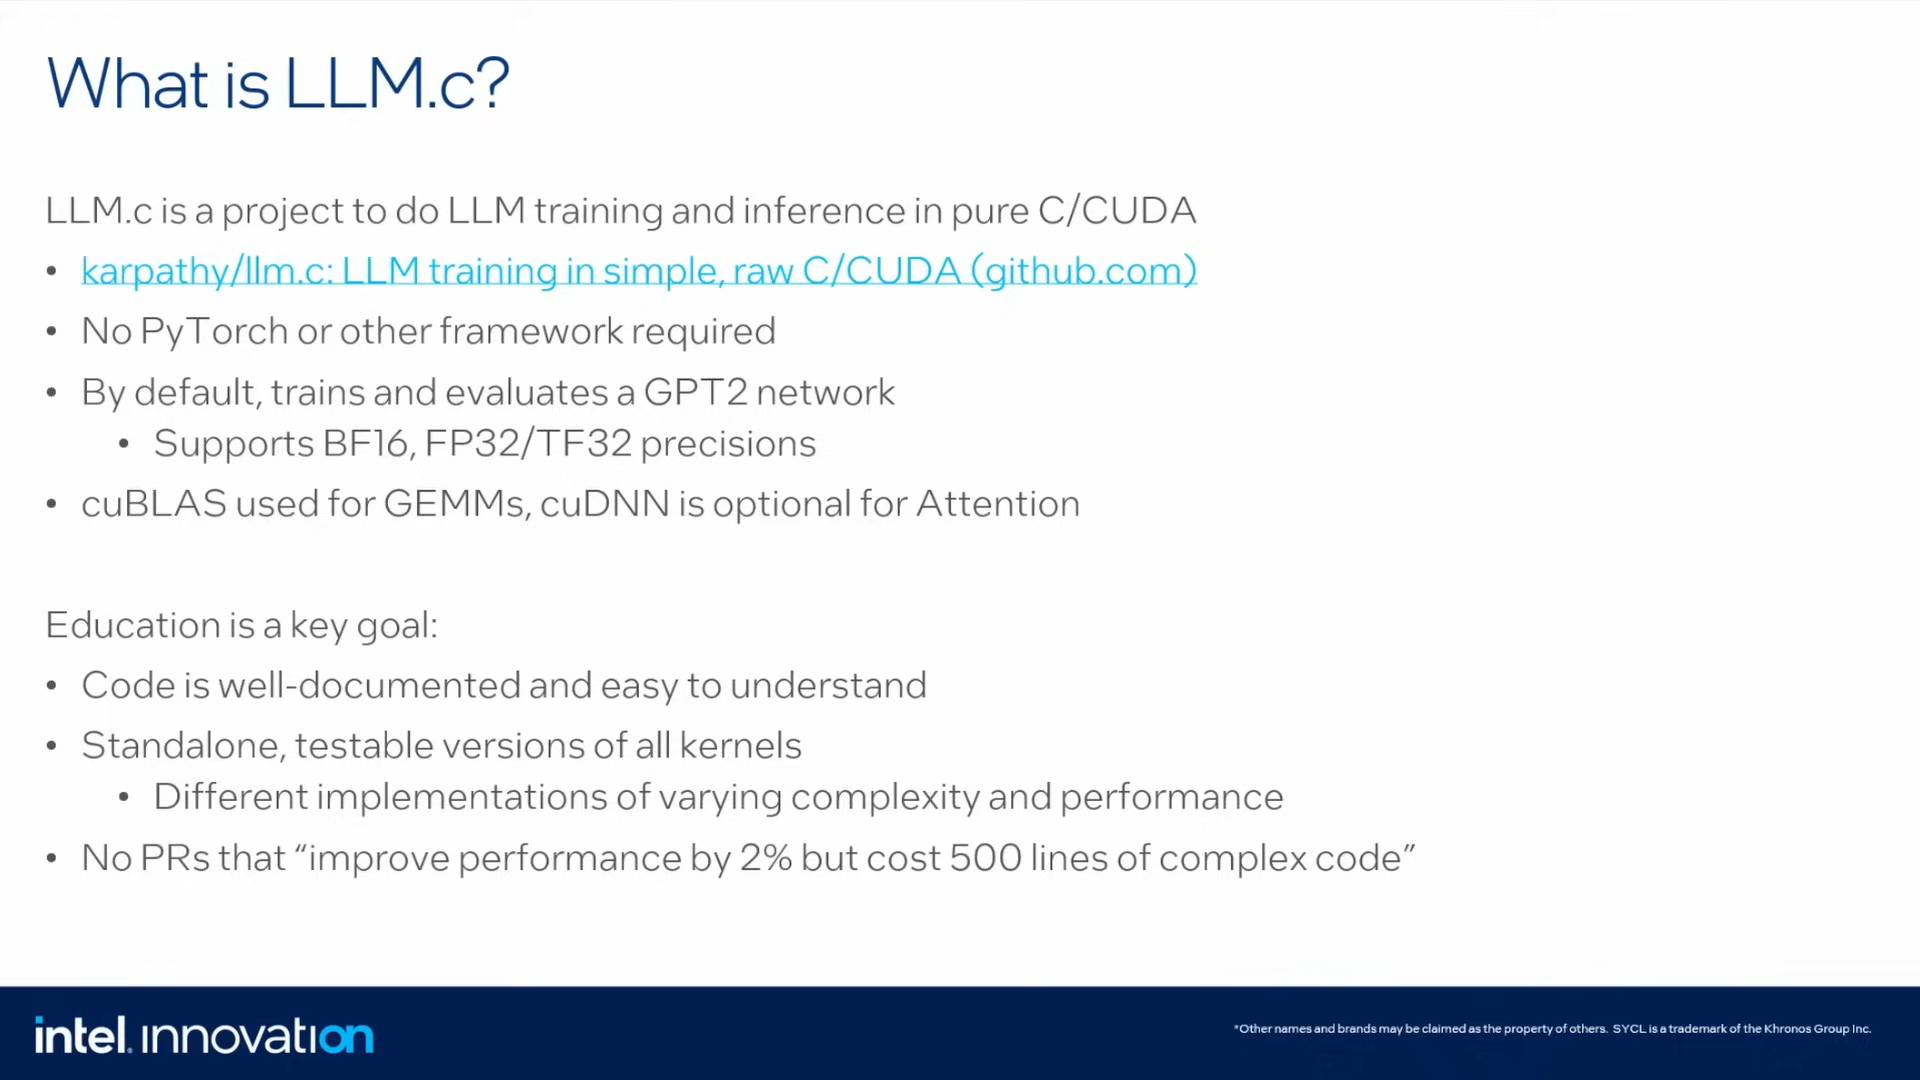 What is LLM.c?
LLM.c is a project to do LLM training and inference in pure C/CUDA
• karpathy/llm.c: LLM training in simple, raw C/CUDA (github.com)
• No PyTorch or other framework required
• By default, trains and evaluates a GPT2 network
• Supports BF16, FP32/TF32 precisions
• cuBLAS used for GEMMs, cuDNN is optional for Attention
Education is a key goal:
• Code is well-documented and easy to understand
• Standalone, testable versions of all kernels
• Different implementations of varying complexity and performance
• No PRs that “improve performance by 2% but cost 500 lines of complex code”
intel. innovation
*Other names and brands may be claimed as the property of others. SYCL is a trademark of the Khronos Group Inc.